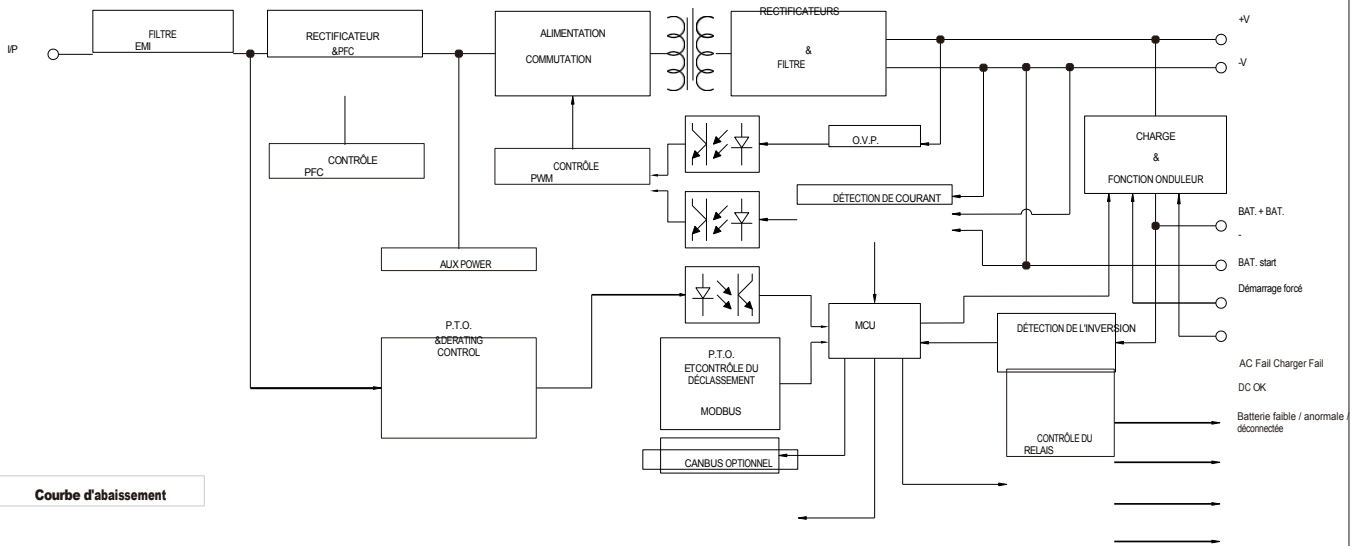 I/P
FILTRE
EMI
RECTIFICATEUR
&PFC
ALIMENTATION
COMMUTATION
RECTIFICATEURS
&
FILTRE
+V
-V
CONTRÔLE
PFC
CONTRÔLE
PWM
O.V.P.
DÉTECTION DE COURANT
CHARGE
&
FONCTION ONDULEUR
BAT. + BAT.
-
BAT. start
Démarrage forcé
AUX POWER
P.T.O.
&DERATING
CONTROL
P.T.O.
ETCONTRÔLE DU
DÉCLASSEMENT
MODBUS
CANBUS OPTIONNEL
MCU
DÉTECTION DE L'INVERSION
CONTRÔLE DU
RELAIS
AC Fail Charger Fail
DC OK
Batterie faible / anormale /
déconnectée
Courbe d'abaissement